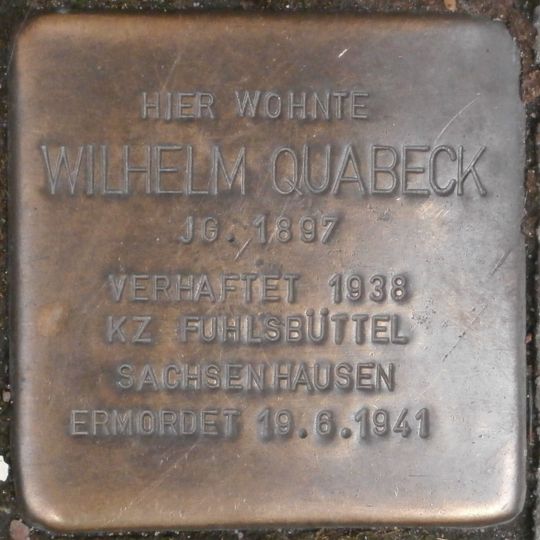 HIER WOHNTE
WILHELM QUABECK
JG. 1897
VERHAFTET 1938
KZ FUHLSBÜTTEL
SACHSENHAUSEN
ERMORDET 19.6.1941